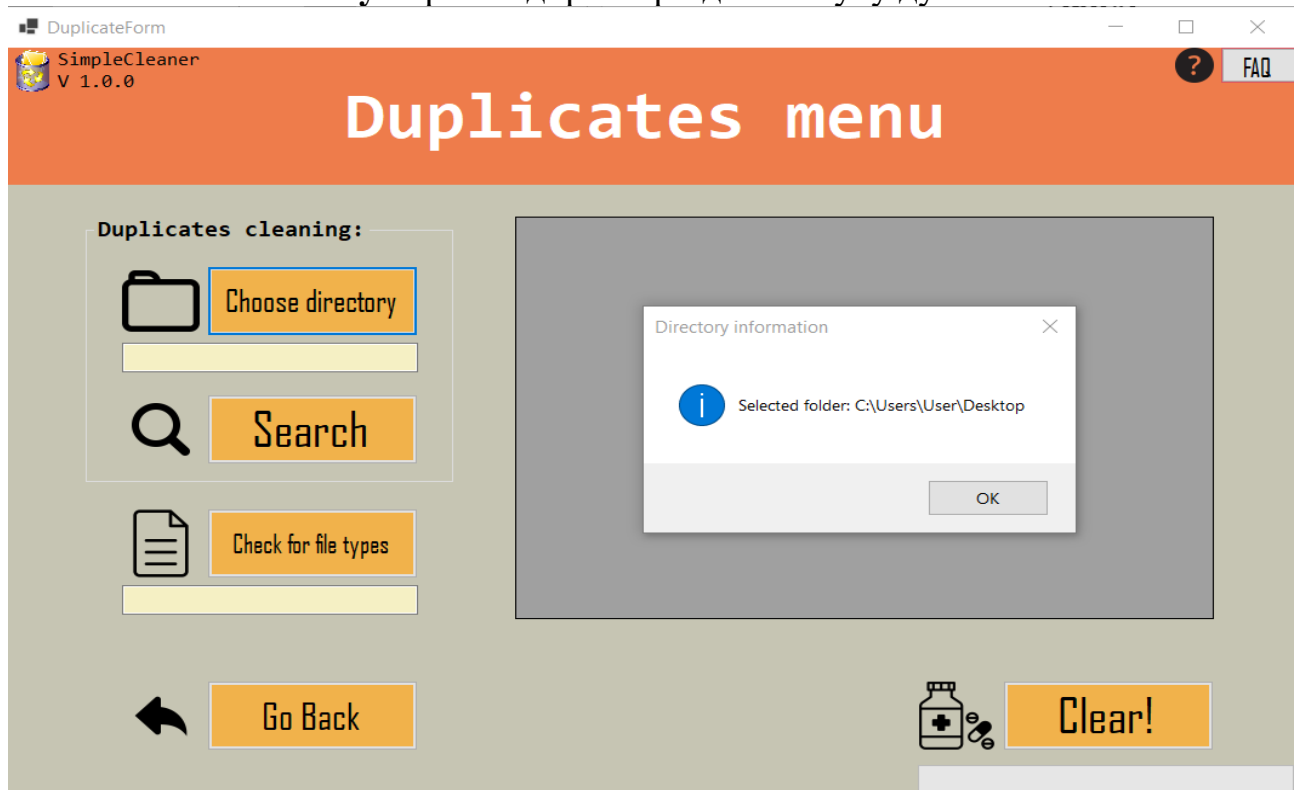 DuplicateForm
SimpleCleaner
V 1.0.0
?
FAQ
Duplicates menu
Duplicates cleaning:
Choose directory
Directory information
i
Selected folder: C:\Users\User\Desktop
Search
OK
Check for file types
Go Back
Clear!